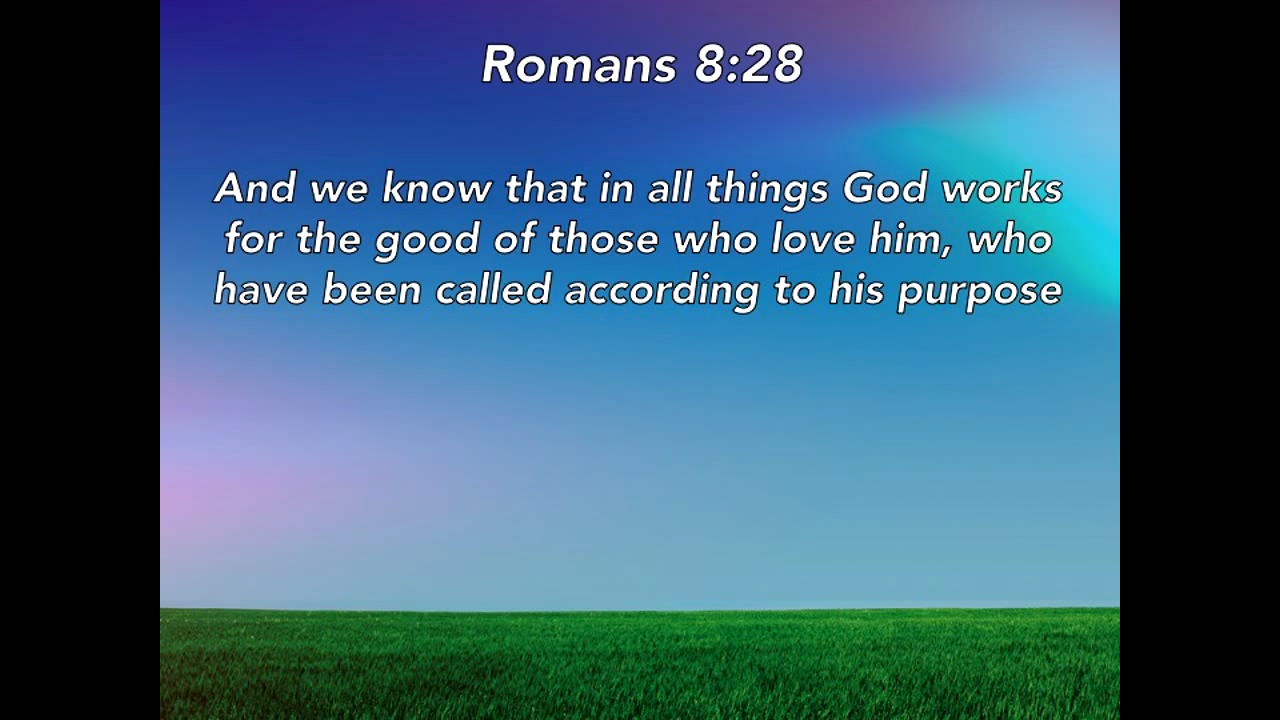 Romans 8:28
And we know that in all things God works
for the good of those who love him, who
have been called according to his purpose